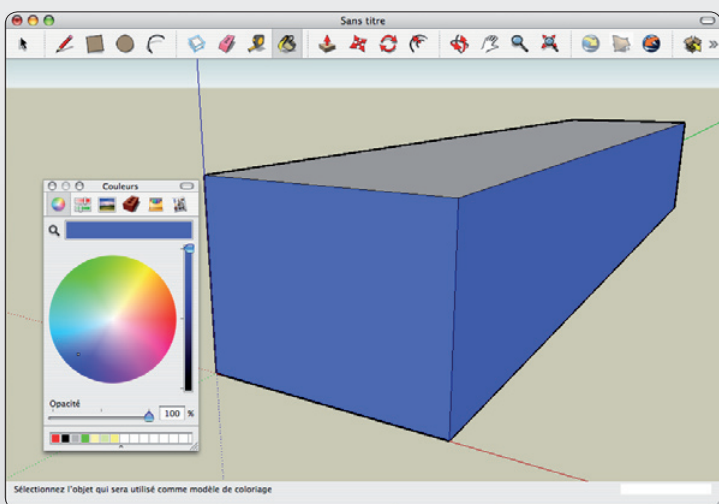 Sans titre
Couleurs
Opacité
100 %
Sélectionnez l'objet qui sera utilisé comme modèle de coloriage